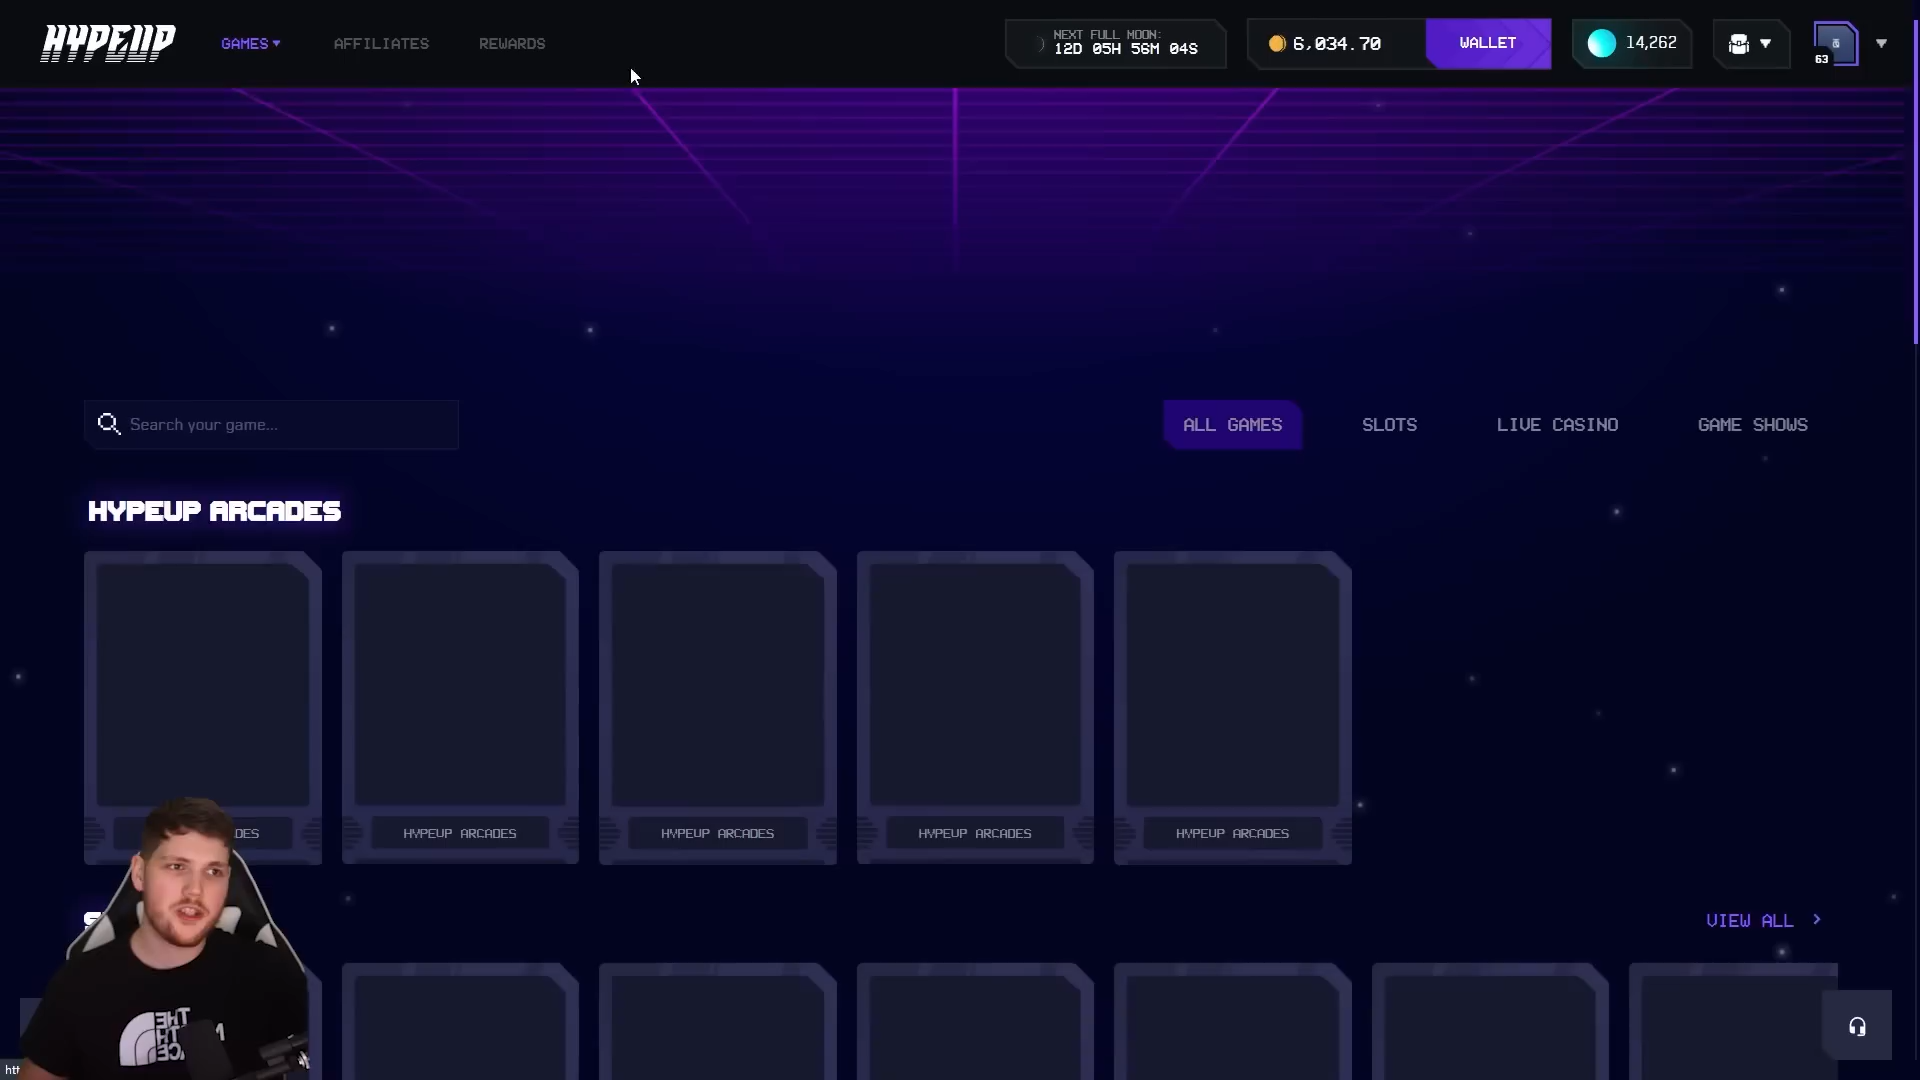 HYPEUP
GAMES
AFFILIATES
REWARDS
NEXT FULL MOON:
12D 05H 56M 04S
6,034.70
WALLET
14,262
63
Search your game...
ALL GAMES
SLOTS
LIVE CASINO
GAME SHOWS
HYPEUP ARCADES
HYPEUP ARCADES
HYPEUP ARCADES
HYPEUP ARCADES
HYPEUP ARCADES
VIEW ALL
THE